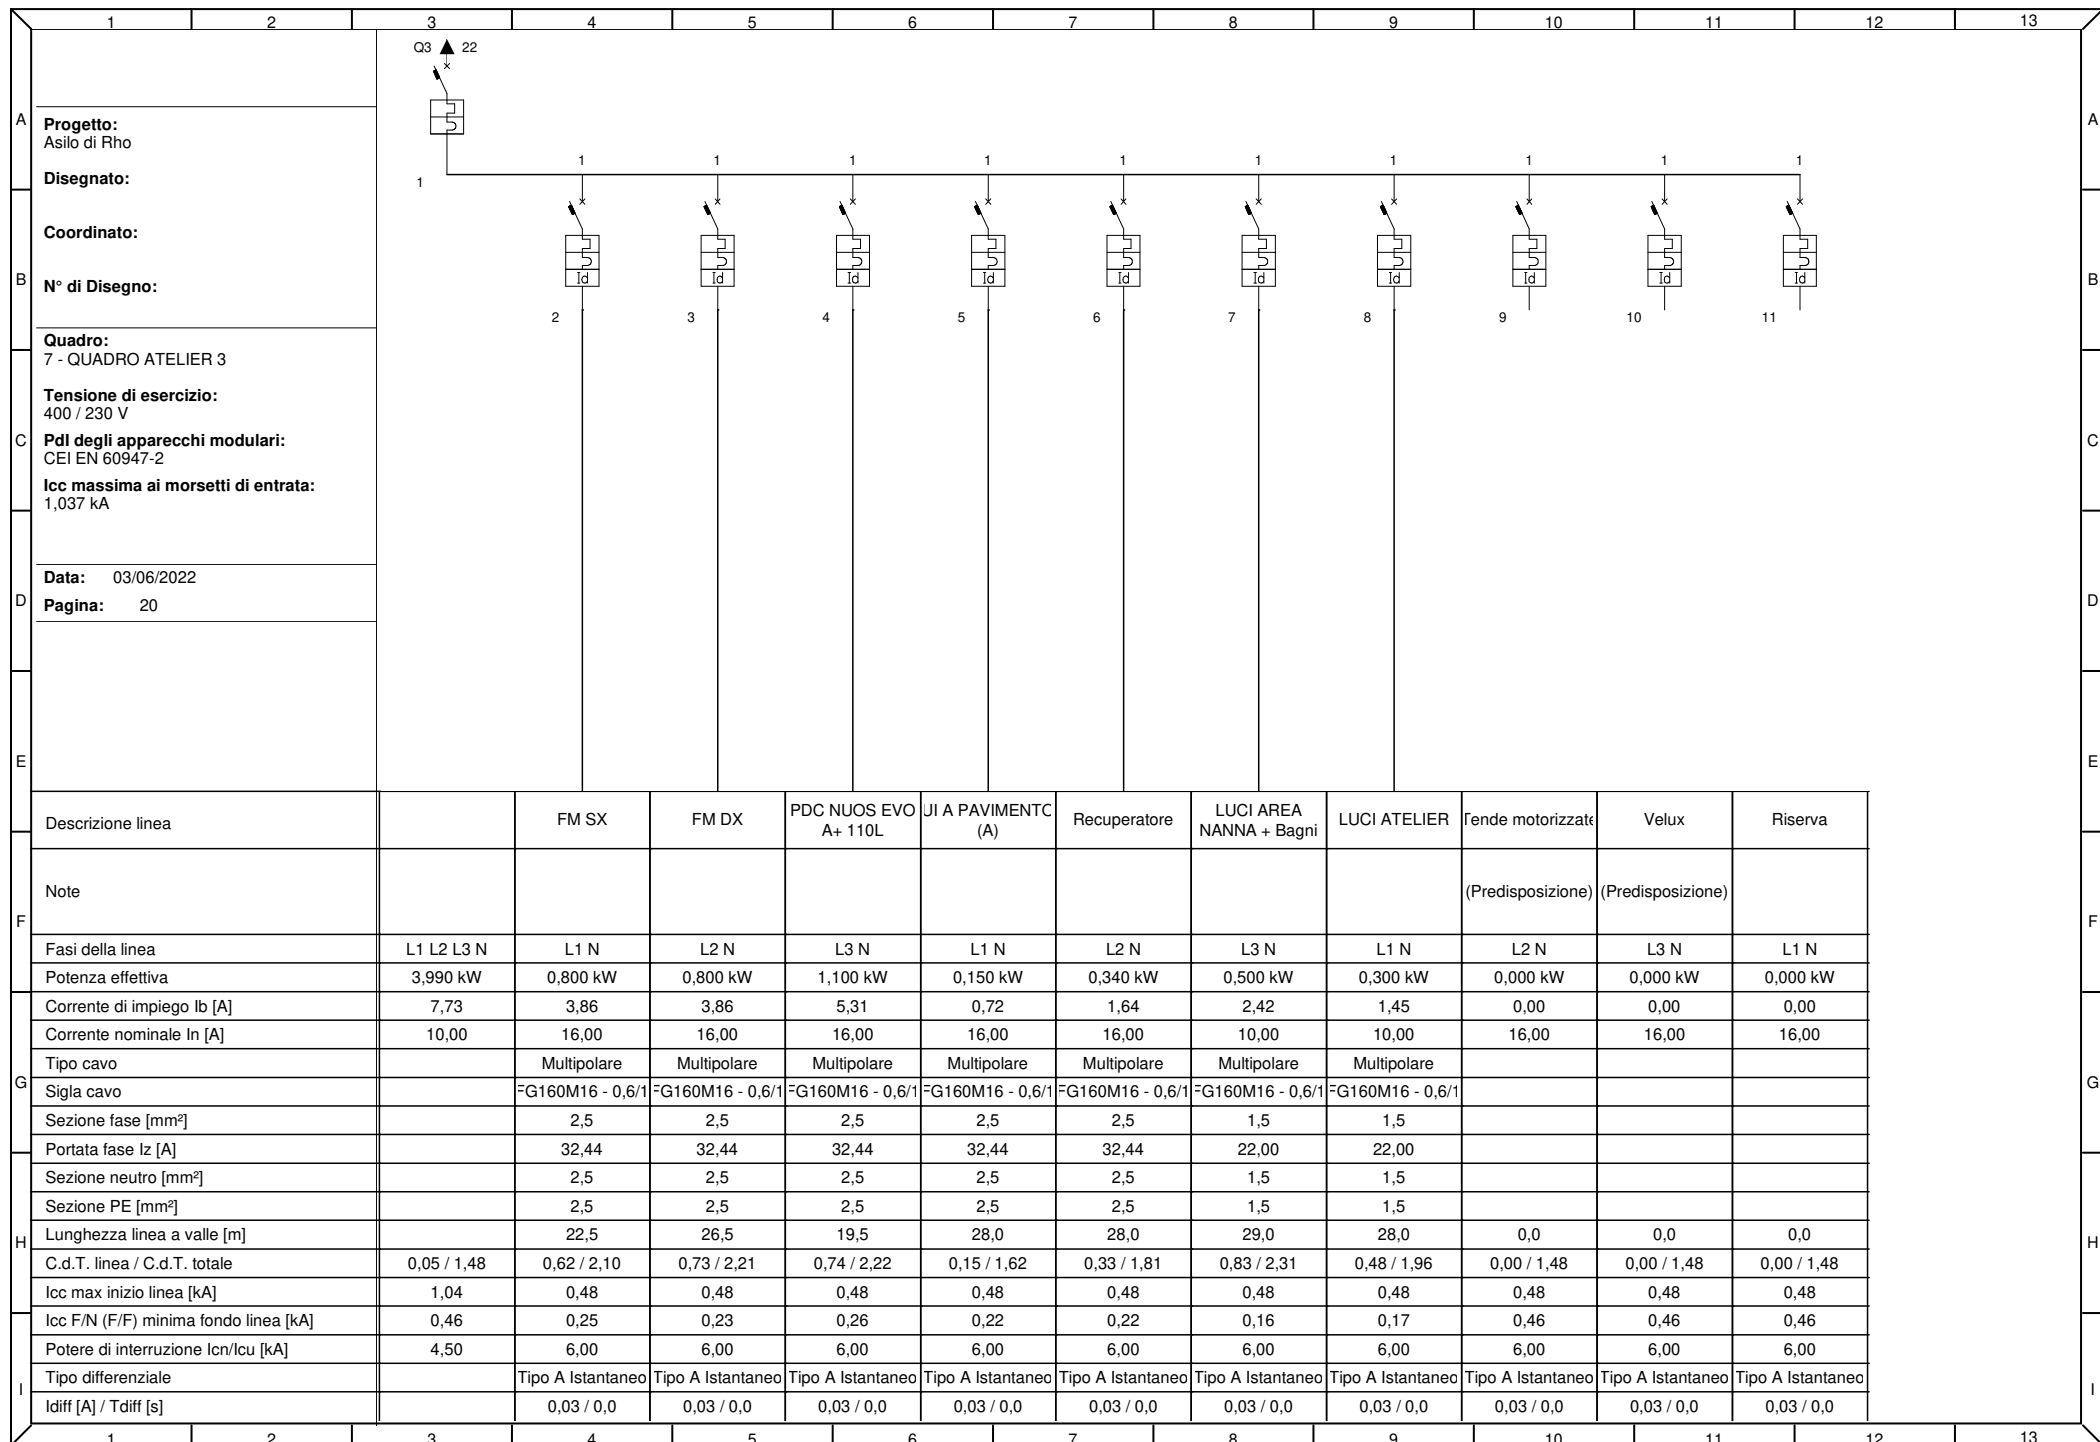 1 2 3 4 5 6 7 8 9 10 11 12 13
A A
B B
C C
D D
E E
F F
G G
H H
I I
Progetto:
Asilo di Rho
Disegnato:
Coordinato:
N° di Disegno:
Quadro:
7 - QUADRO ATELIER 3
Tensione di esercizio:
400 / 230 V
PdI degli apparecchi modulari:
CEI EN 60947-2
Icc massima ai morsetti di entrata:
1,037 kA
Data: 03/06/2022
Pagina: 20
Q3 22
1 1 1 1 1 1 1 1 1 1
1
Id Id Id Id Id Id Id Id Id Id
2 3 4 5 6 7 8 9 10 11
Descrizione linea FM SX FM DX PDC NUOS EVO A+ 110L UI A PAVIMENTO (A) Recuperatore LUCI AREA NANNA + Bagni LUCI ATELIER Tende motorizzate Velux Riserva
Note (Predisposizione) (Predisposizione)
Fasi della linea L1 L2 L3 N L1 N L2 N L3 N L1 N L2 N L3 N L1 N L2 N L3 N L1 N
Potenza effettiva 3,990 kW 0,800 kW 0,800 kW 1,100 kW 0,150 kW 0,340 kW 0,500 kW 0,300 kW 0,000 kW 0,000 kW 0,000 kW
Corrente di impiego Ib [A] 7,73 3,86 3,86 5,31 0,72 1,64 2,42 1,45 0,00 0,00 0,00
Corrente nominale In [A] 10,00 16,00 16,00 16,00 16,00 16,00 10,00 10,00 16,00 16,00 16,00
Tipo cavo Multipolare Multipolare Multipolare Multipolare Multipolare Multipolare Multipolare
Sigla cavo FG160M16 - 0,6/1 FG160M16 - 0,6/1 FG160M16 - 0,6/1 FG160M16 - 0,6/1 FG160M16 - 0,6/1 FG160M16 - 0,6/1 FG160M16 - 0,6/1
Sezione fase [mm²] 2,5 2,5 2,5 2,5 2,5 1,5 1,5
Portata fase Iz [A] 32,44 32,44 32,44 32,44 32,44 22,00 22,00
Sezione neutro [mm²] 2,5 2,5 2,5 2,5 2,5 1,5 1,5
Sezione PE [mm²] 2,5 2,5 2,5 2,5 2,5 1,5 1,5
Lunghezza linea a valle [m] 22,5 26,5 19,5 28,0 28,0 29,0 28,0 0,0 0,0 0,0
C.d.T. linea / C.d.T. totale 0,05 / 1,48 0,62 / 2,10 0,73 / 2,21 0,74 / 2,22 0,15 / 1,62 0,33 / 1,81 0,83 / 2,31 0,48 / 1,96 0,00 / 1,48 0,00 / 1,48 0,00 / 1,48
Icc max inizio linea [kA] 1,04 0,48 0,48 0,48 0,48 0,48 0,48 0,48 0,48 0,48 0,48
Icc F/N (F/F) minima fondo linea [kA] 0,46 0,25 0,23 0,26 0,22 0,22 0,16 0,17 0,46 0,46 0,46
Potere di interruzione Icn/Icu [kA] 4,50 6,00 6,00 6,00 6,00 6,00 6,00 6,00 6,00 6,00 6,00
Tipo differenziale Tipo A Istantaneo Tipo A Istantaneo Tipo A Istantaneo Tipo A Istantaneo Tipo A Istantaneo Tipo A Istantaneo Tipo A Istantaneo Tipo A Istantaneo Tipo A Istantaneo Tipo A Istantaneo
Idiff [A] / Tdiff [s] 0,03 / 0,0 0,03 / 0,0 0,03 / 0,0 0,03 / 0,0 0,03 / 0,0 0,03 / 0,0 0,03 / 0,0 0,03 / 0,0 0,03 / 0,0 0,03 / 0,0
1 2 3 4 5 6 7 8 9 10 11 12 13